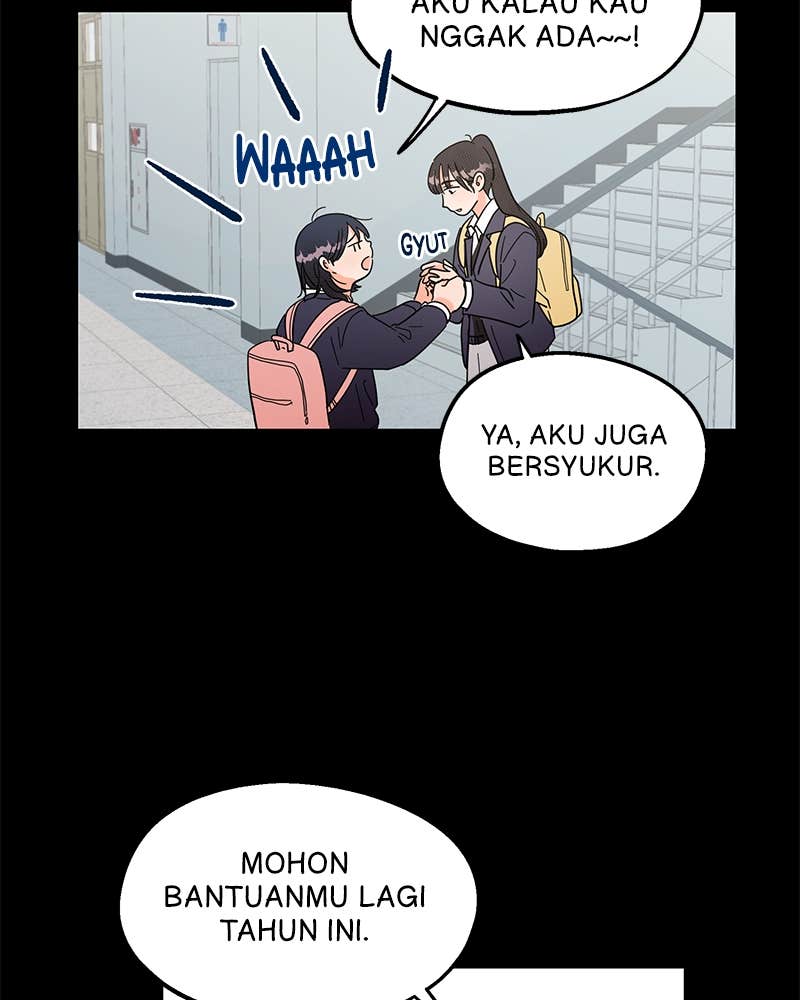 AKU KALAU KAU
NGGAK ADA~~!
WAAAH
GYUT
YA, AKU JUGA
BERSYUKUR.
MOHON
BANTUANMU LAGI
TAHUN INI.